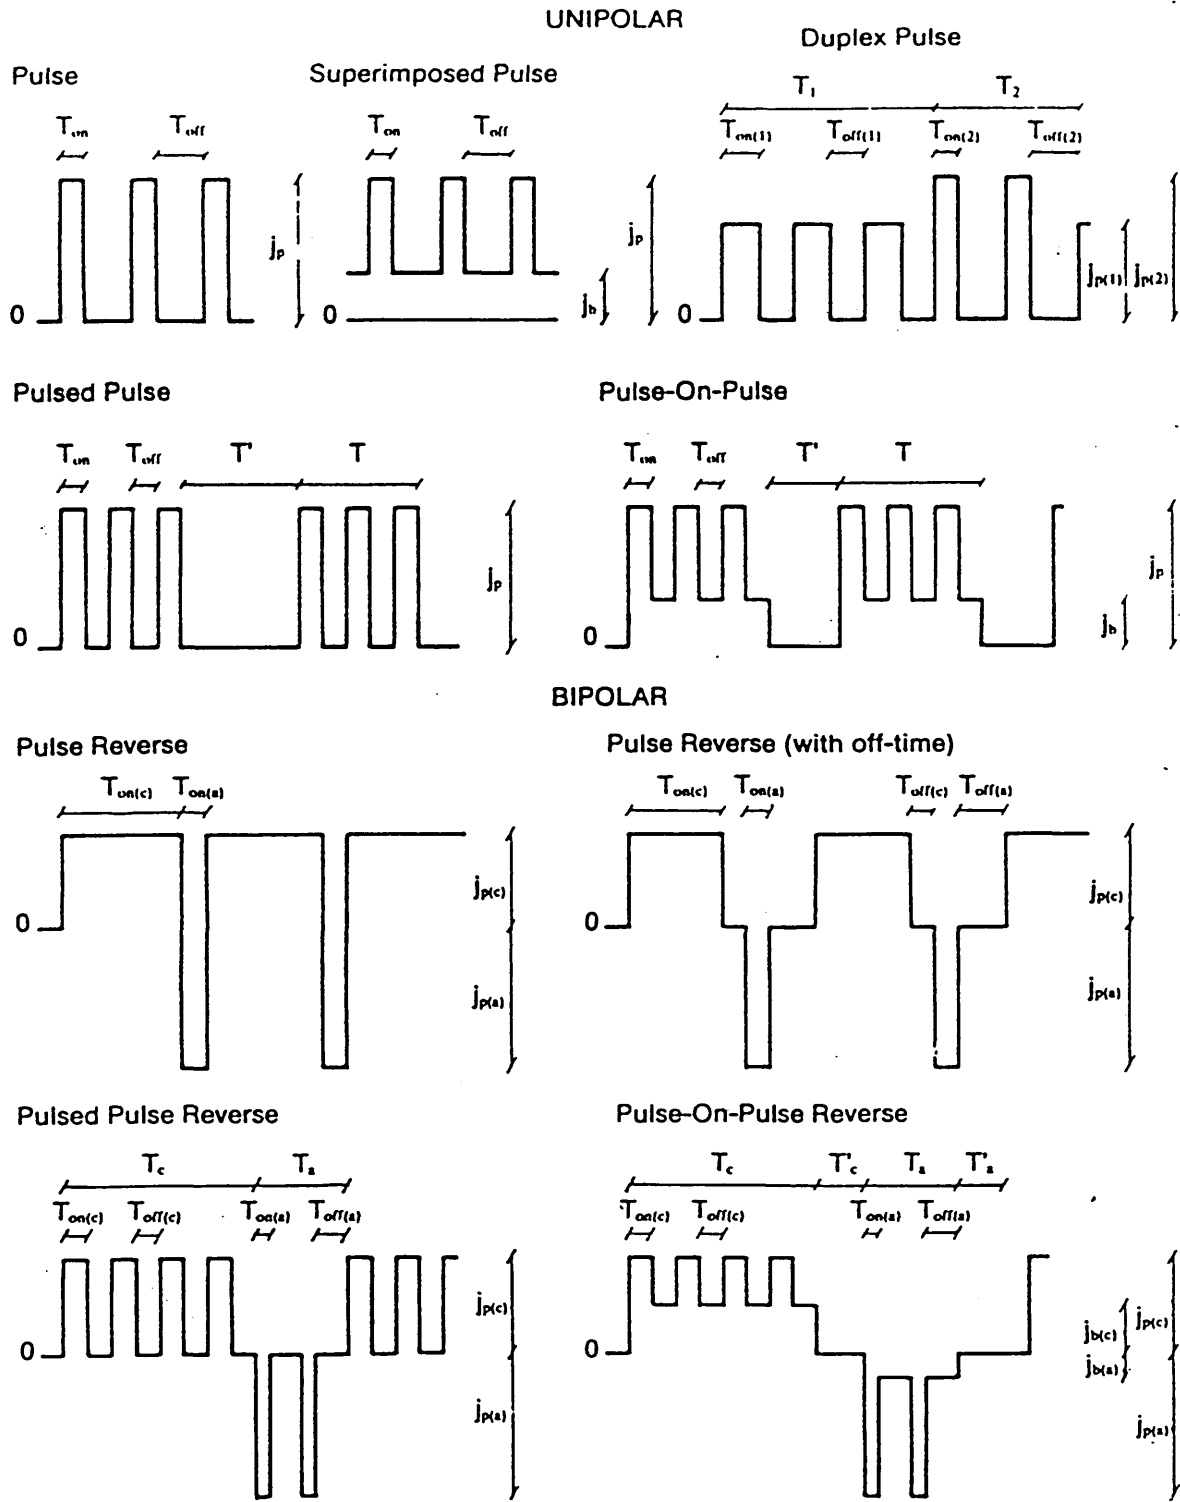 UNIPOLAR
Pulse
Superimposed Pulse
Duplex Pulse
T1 T2
Ton Toff
Ton Toff
Ton(1) Toff(1) Ton(2) Toff(2)
jp
jp
jp(1) jp(2)
jb
0
0
0
Pulsed Pulse
Pulse-On-Pulse
Ton Toff T' T
Ton Toff T' T
jp
jp
jb
0
0
BIPOLAR
Pulse Reverse
Pulse Reverse (with off-time)
Ton(c) Ton(a)
Ton(c) Ton(a) Toff(c) Toff(a)
jp(c)
jp(c)
0
0
jp(a)
jp(a)
Pulsed Pulse Reverse
Pulse-On-Pulse Reverse
Tc Ta
Tc T'c Ta T'a
Ton(c) Toff(c) Ton(a) Toff(a)
Ton(c) Toff(c) Ton(a) Toff(a)
jp(c)
jb(c) jp(c)
0
0
jb(a)
jp(a)
jp(a)